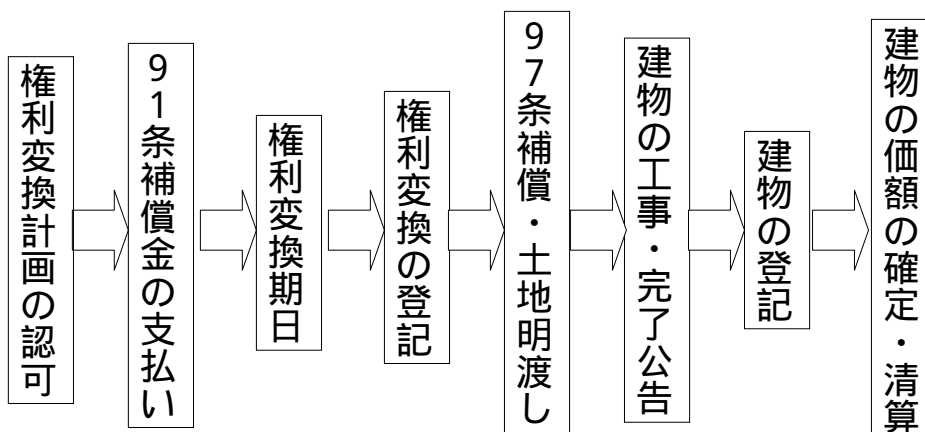 権利変換計画の認可
91条補償金の支払い
権利変換期日
権利変換の登記
97条補償・土地明渡し
建物の工事・完了公告
建物の登記
建物の価額の確定・清算